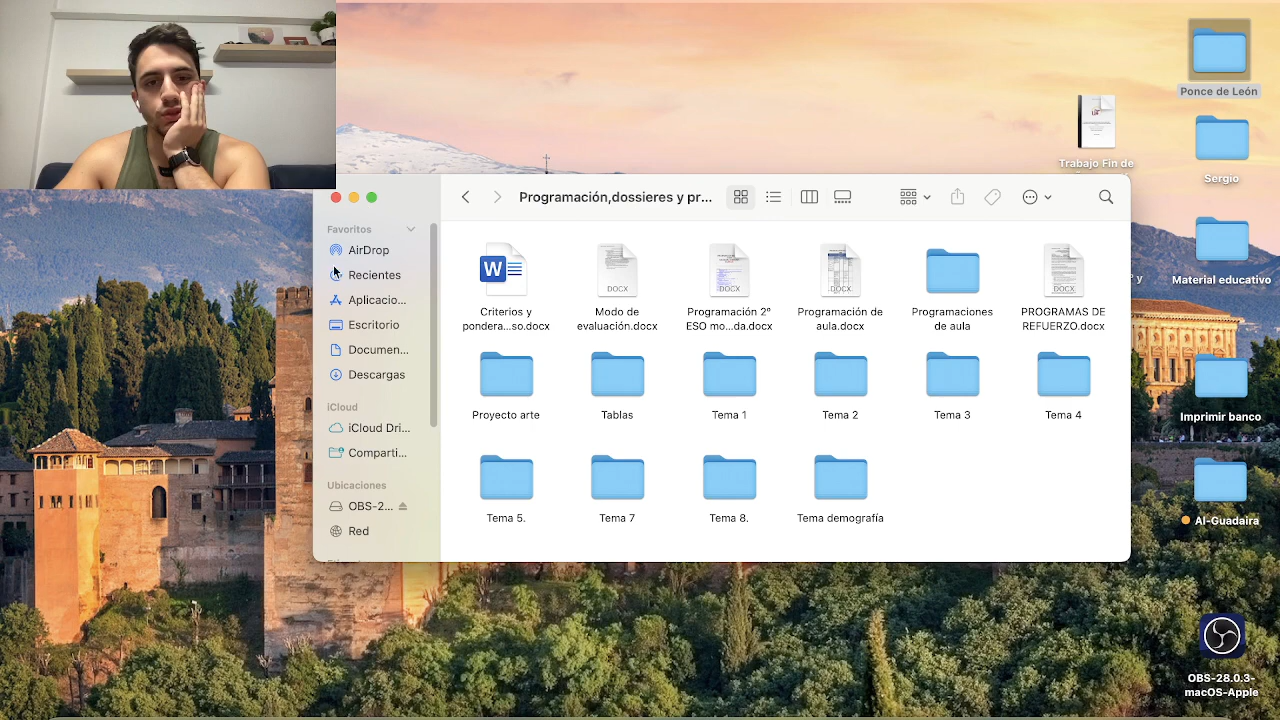 Ponce de León
Trabajo Fin de
Sergio
Programación,dossieres y pr...
Favoritos
AirDrop
Recientes
Aplicacio...
Escritorio
Documen...
Descargas
iCloud
iCloud Dri...
Comparti...
Ubicaciones
OBS-2...
Red
W
Criterios y
pondera...so.docx
DOCX
Modo de
evaluación.docx
DOCX
Programación 2º
ESO mo...da.docx
DOCX
Programación de
aula.docx
Programaciones
de aula
DOCX
PROGRAMAS DE
REFUERZO.docx
Proyecto arte
Tablas
Tema 1
Tema 2
Tema 3
Tema 4
Tema 5.
Tema 7
Tema 8.
Tema demografía
Material educativo
Imprimir banco
Al-Guadaira
OBS-28.0.3-
macOS-Apple